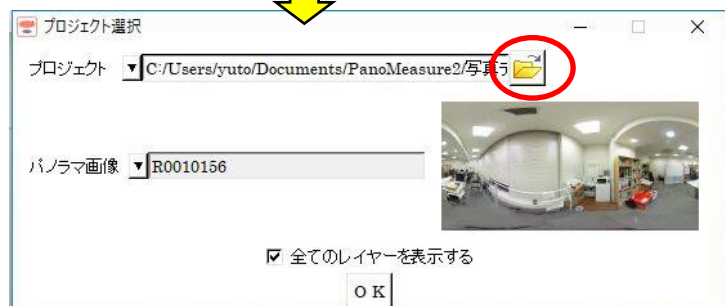 プロジェクト選択
プロジェクト ▼ C:/Users/yuto/Documents/PanoMeasure2/写真
パノラマ画像 ▼ R0010156
全てのレイヤーを表示する
O K